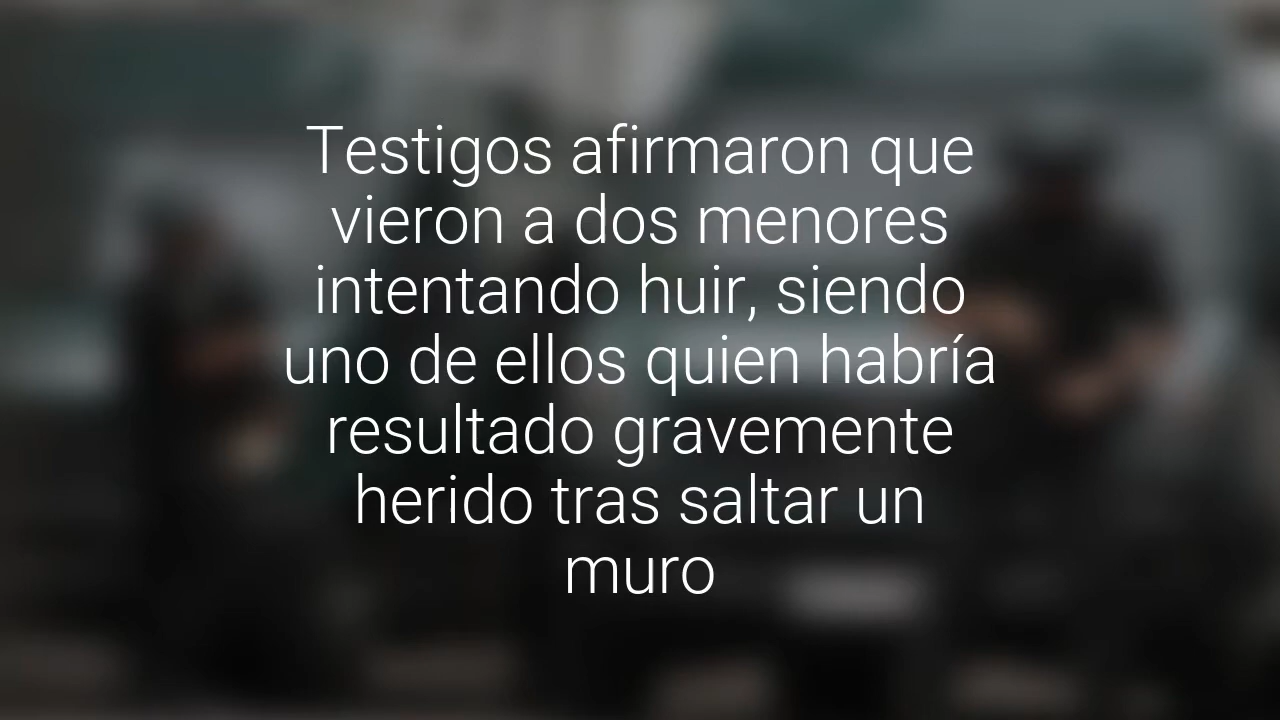 Testigos afirmaron que
vieron a dos menores
intentando huir, siendo
uno de ellos quien habría
resultado gravemente
herido tras saltar un
muro